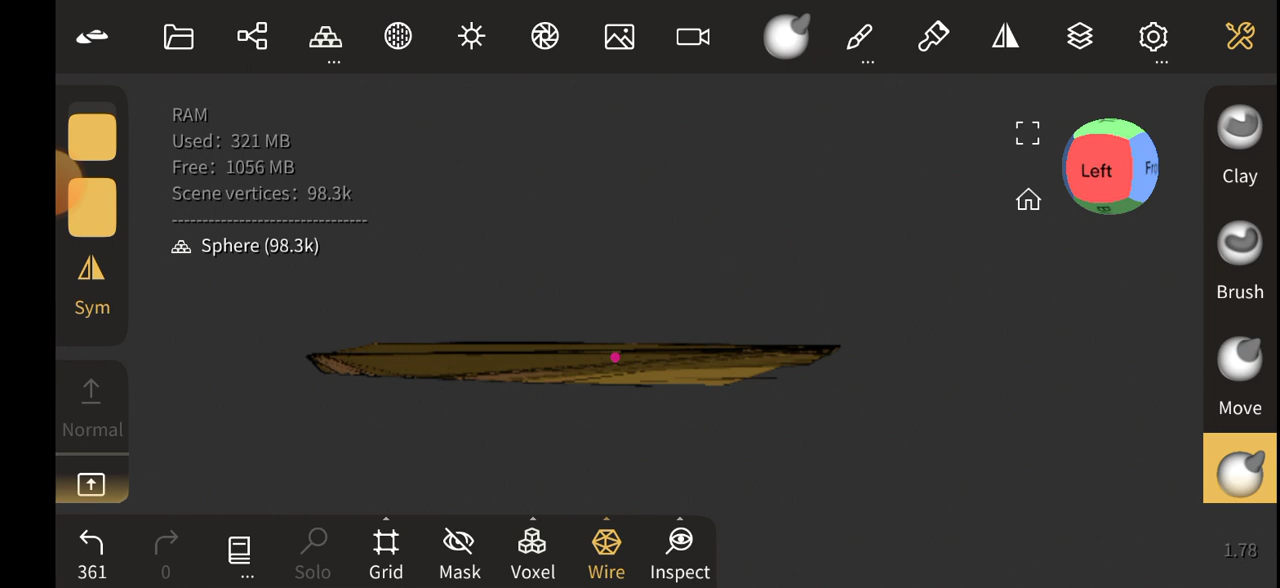 RAM
Used: 321 MB
Free: 1056 MB
Scene vertices: 98.3k
-------------------------------
Sphere (98.3k)
Left
Clay
Brush
Move
Sym
Normal
361
0
...
Solo
Grid
Mask
Voxel
Wire
Inspect
1.78